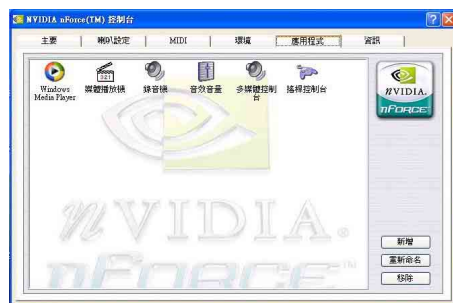 NVIDIA nForce(TM) 控制台
主要
喇叭設定
MIDI
環境
應用程式
資訊
Windows Media Player
媒體播放機
錄音機
音效音量
多媒體控制台
搖桿控制台
NVIDIA.
nFORCE
nVIDIA.
nFORCE
新增
重新命名
移除